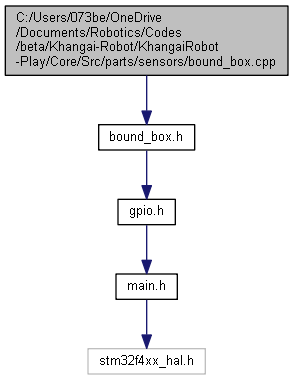 C:/Users/073be/OneDrive
/Documents/Robotics/Codes
/beta/Khangai-Robot/KhangaiRobot
-Play/Core/Src/parts/sensors/bound_box.cpp
bound_box.h
gpio.h
main.h
stm32f4xx_hal.h